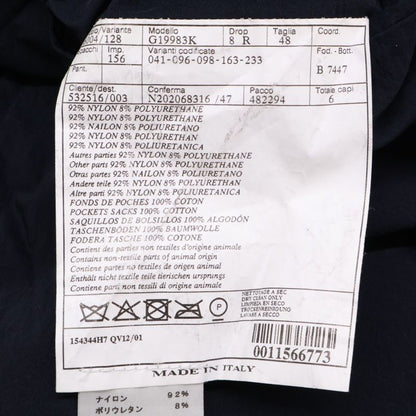 Variante Modello Drop Taglia Coord.
004/128 G19983K 8 R 48
Imp. Varianti codificate Fod.-Bott.
156 041-096-098-163-233 B 7447
Pant.
Cliente/dest. Conferma Pacco Totale capi
532516/003 N202068316/47 482294 6
92% NYLON 8% POLYURETHANE
92% NYLON 8% POLYURETHANE
92% NAILON 8% POLIURETANO
92% NYLON 8% POLYURETHANE
92% NYLON 8% POLIURETANICA
Autres parties 92% NYLON 8% POLYURETHANE
Other parts 92% NYLON 8% POLYURETHANE
Otras partes 92% NAILON 8% POLIURETANO
Andere teile 92% NYLON 8% POLYURETHANE
Altre parti 92% NYLON 8% POLIURETANICA
FONDS DE POCHES 100% COTON
POCKETS SACKS 100% COTTON
SAQUILLOS DE BOLSILLOS 100% ALGODÓN
TASCHENBÖDEN 100% BAUMWOLLE
FODERA TASCHE 100% COTONE
Contient des parties non textiles d'origine animale
Contains non-textile parts of animal origin
Contiene partes no textiles de origen animal
Enthält nicht textile teile tierischen ursprungs
Contiene parti non tessili di origine animale
NETTOYAGE A SEC
DRY CLEAN ONLY
LIMPIAR EN SECO
TROCKENREINIGUNG
LAVARE A SECCO
P
154344H7 QV12/01
MADE IN ITALY
0011566773
ナイロン 92%
ポリウレタン 8%